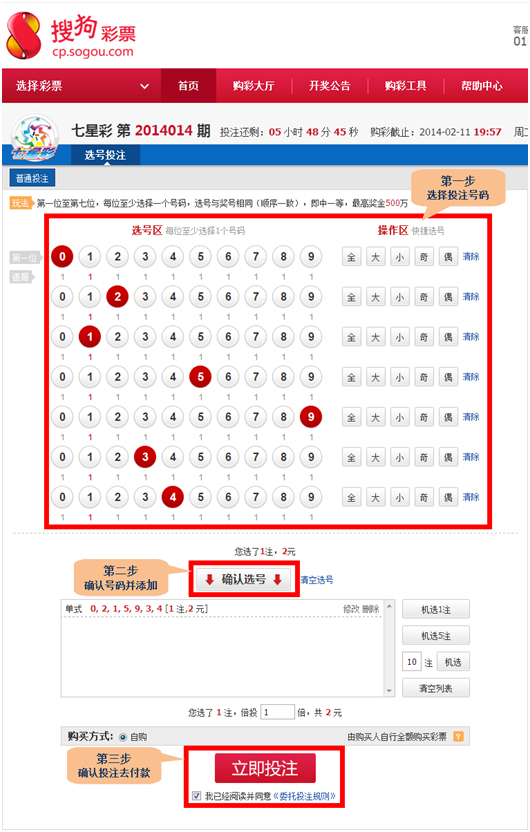 搜狗彩票
cp.sogou.com
客服
01
选择彩票 首页 购彩大厅 开奖公告 购彩工具 帮助中心
七星彩 七星彩 第 2014014 期 投注还剩：05 小时 48 分 45 秒 购彩截止：2014-02-11 19:57
选号投注
普通投注
第一步
选择投注号码
玩法 第一位至第七位，每位至少选择一个号码，选号与奖号相同（顺序一致），即中一等，最高奖金500万
选号区 每位至少选择1个号码 操作区 快捷选号
第一位 0 1 2 3 4 5 6 7 8 9 全 大 小 奇 偶 清除
遗漏 1 1 1 1 1 1 1 1 1 1
0 1 2 3 4 5 6 7 8 9 全 大 小 奇 偶 清除
1 1 1 1 1 1 1 1 1 1
0 1 2 3 4 5 6 7 8 9 全 大 小 奇 偶 清除
1 1 1 1 1 1 1 1 1 1
0 1 2 3 4 5 6 7 8 9 全 大 小 奇 偶 清除
1 1 1 1 1 1 1 1 1 1
0 1 2 3 4 5 6 7 8 9 全 大 小 奇 偶 清除
1 1 1 1 1 1 1 1 1 1
0 1 2 3 4 5 6 7 8 9 全 大 小 奇 偶 清除
1 1 1 1 1 1 1 1 1 1
0 1 2 3 4 5 6 7 8 9 全 大 小 奇 偶 清除
1 1 1 1 1 1 1 1 1 1
您选了1注，2元
第二步
确认号码并添加
确认选号 清空选号
单式 0, 2, 1, 5, 9, 3, 4 [1 注,2 元] 修改 删除
机选1注
机选5注
10 注 机选
清空列表
您选了 1 注，倍投 1 倍，共 2 元
购买方式： 自购 由购买人自行全额购买彩票 ?
第三步
确认投注去付款
立即投注
我已经阅读并同意《委托投注规则》